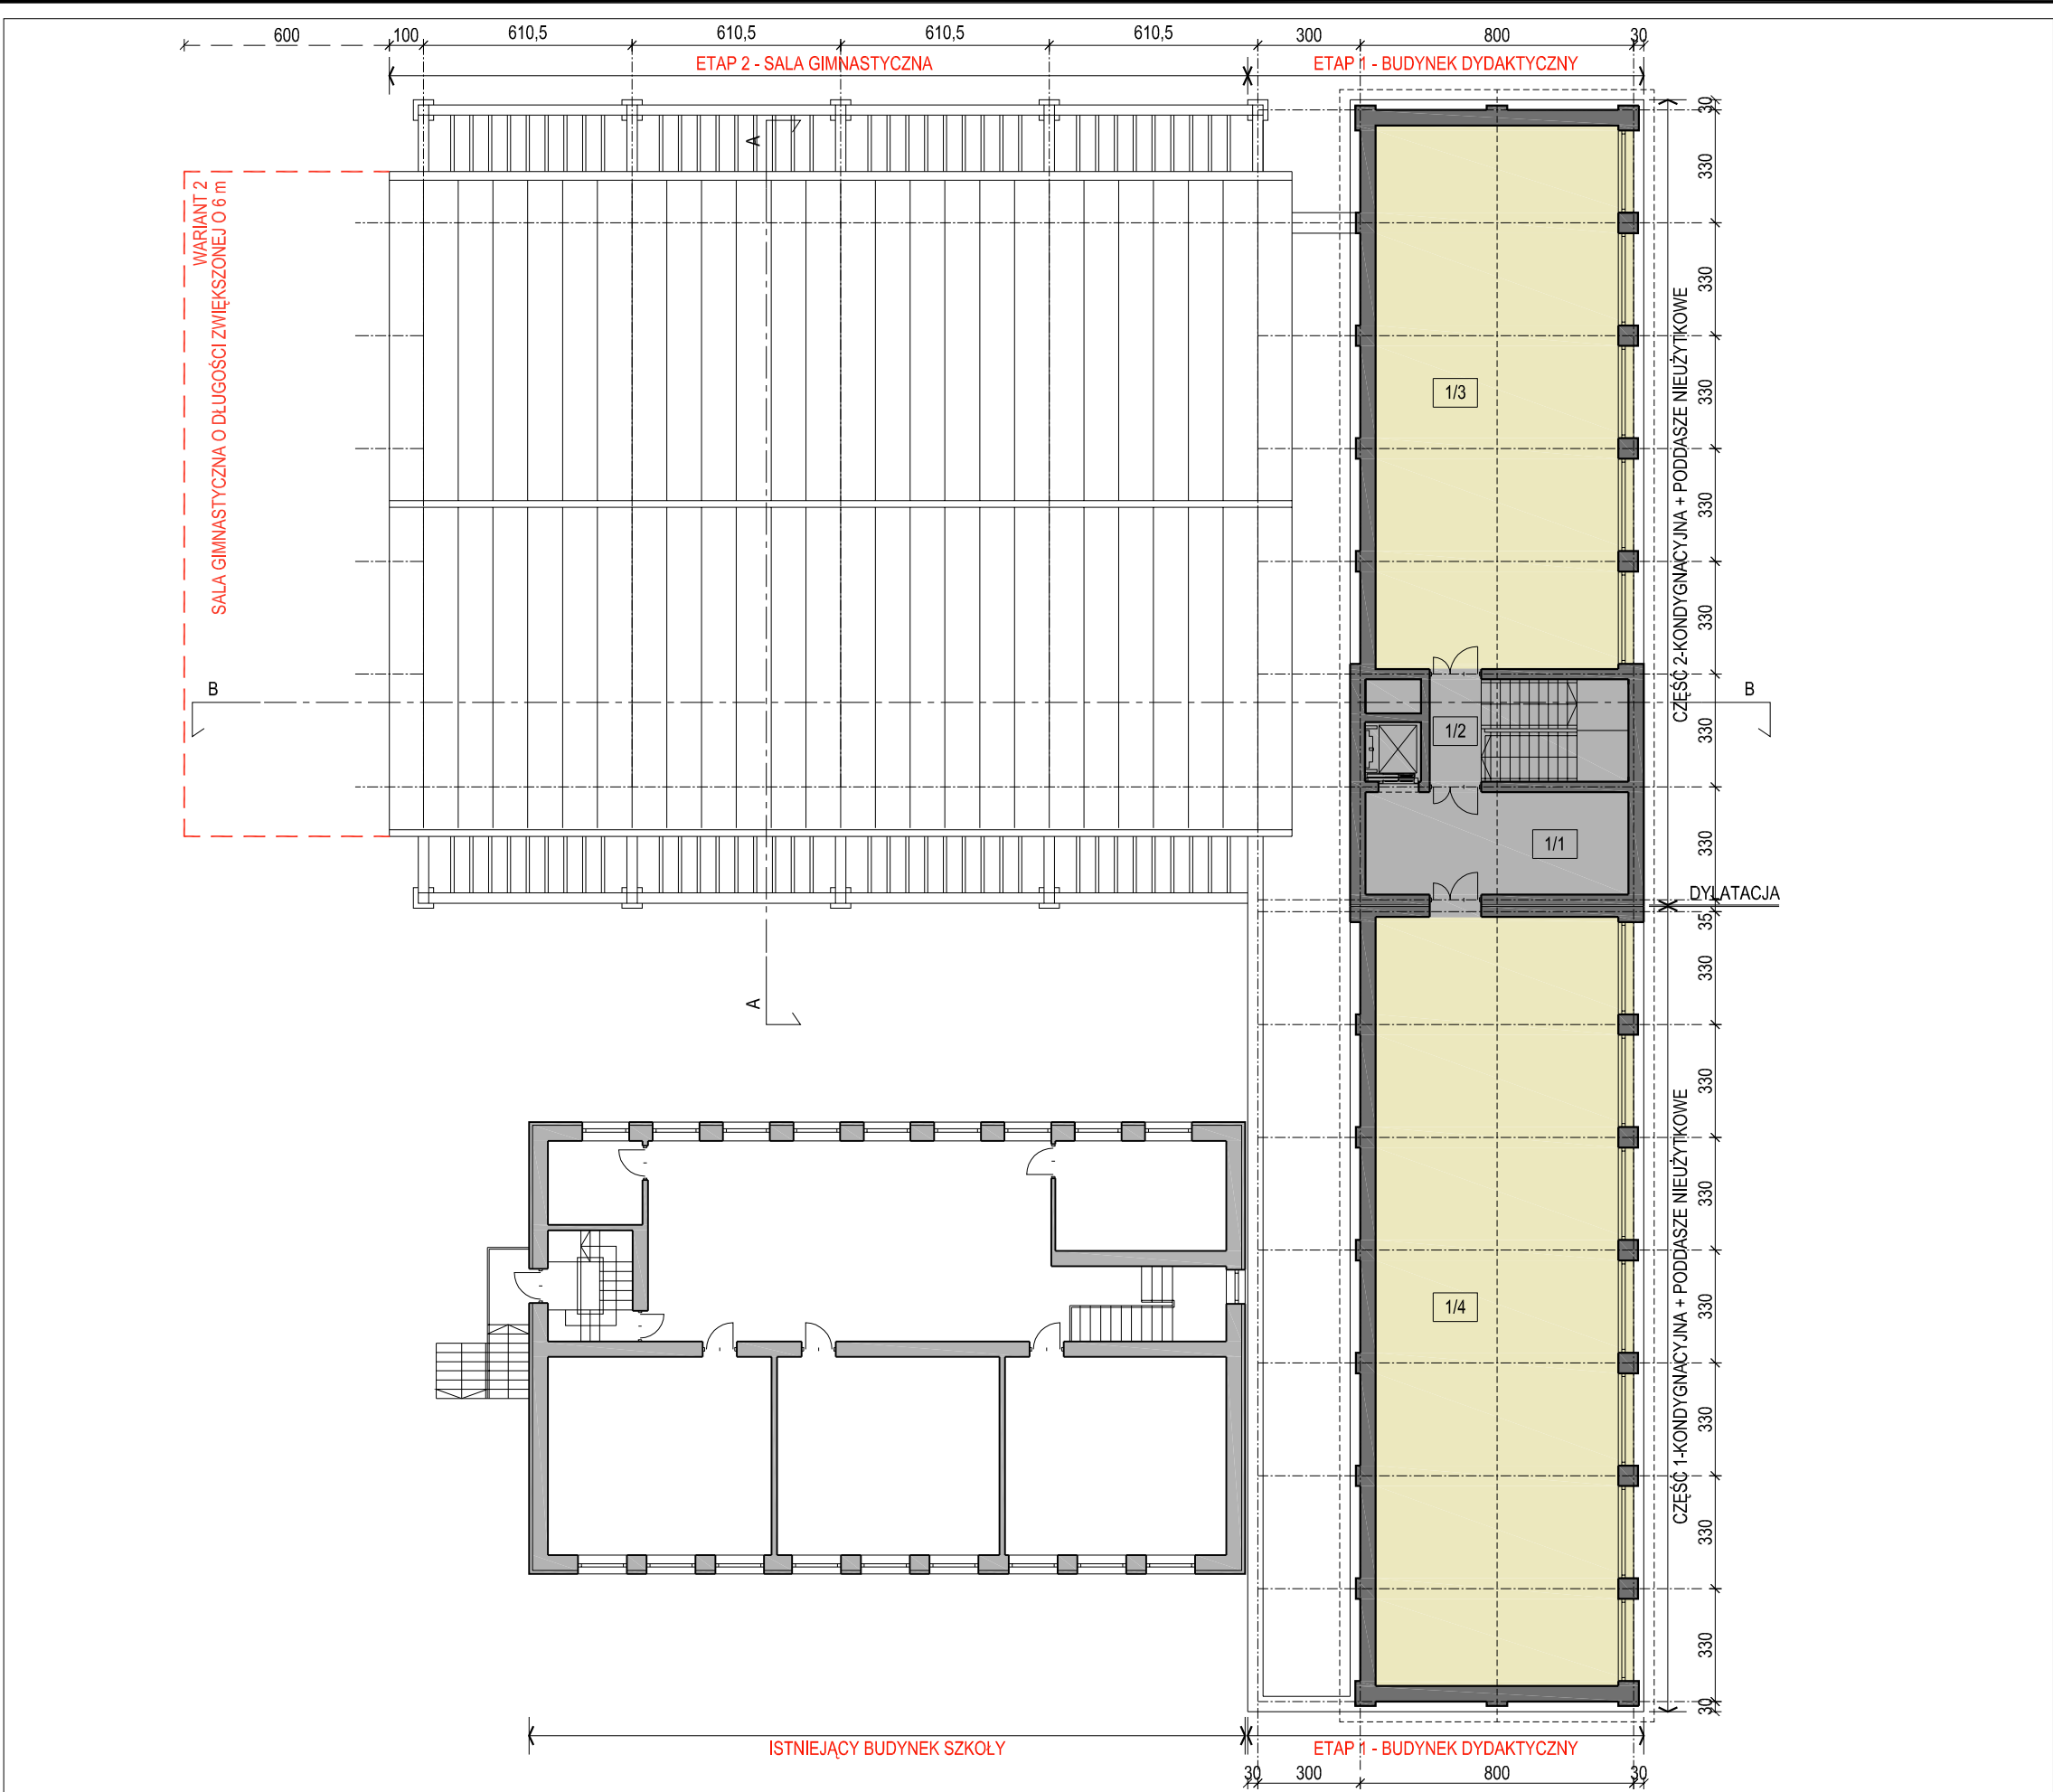 600
100
610,5
610,5
610,5
610,5
300
800
30
ETAP 2 - SALA GIMNASTYCZNA
ETAP 1 - BUDYNEK DYDAKTYCZNY
30
A
330
WARIANT 2
SALA GIMNASTYCZNA O DŁUGOŚCI ZWIĘKSZONEJ O 6 m
330
330
1/3
CZĘŚĆ 2-KONDYGNACYJNA + PODDASZE NIEUŻYTKOWE
330
330
B
B
1/2
330
1/1
330
DYLATACJA
35
330
A
330
330
CZĘŚĆ 1-KONDYGNACYJNA + PODDASZE NIEUŻYTKOWE
1/4
330
330
330
330
30
ISTNIEJĄCY BUDYNEK SZKOŁY
ETAP 1 - BUDYNEK DYDAKTYCZNY
30
300
800
30